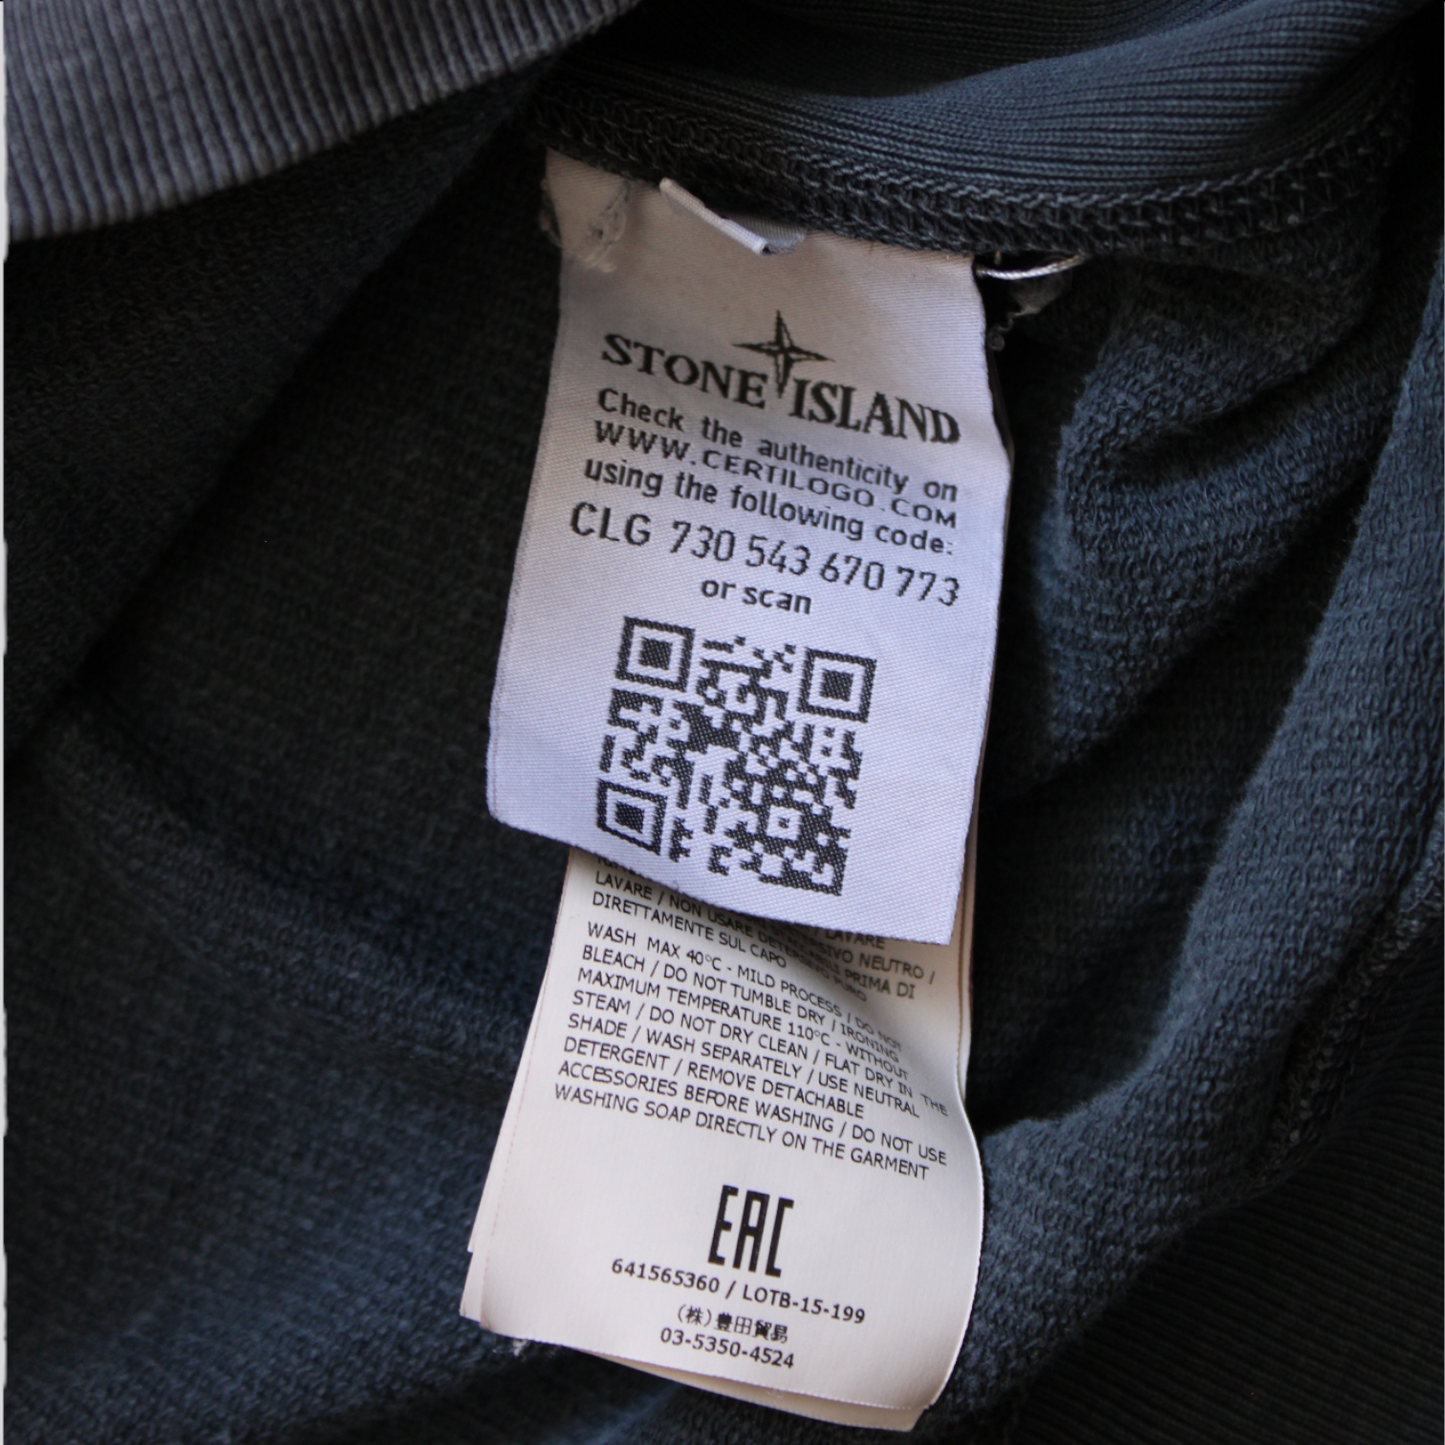 STONE ISLAND
Check the authenticity on
WWW.CERTILOGO.COM
using the following code:
CLG 730 543 670 773
or scan
LAVARE / NON USARE
LAVARE
DIRETTAMENTE SUL CAPO
NEUTRO /
PRIMA DI
WASH MAX 40°C - MILD PROCESS / DO NOT
BLEACH / DO NOT TUMBLE DRY / IRONING
MAXIMUM TEMPERATURE 110°C - WITHOUT
STEAM / DO NOT DRY CLEAN / FLAT DRY IN THE
SHADE / WASH SEPARATELY / USE NEUTRAL
DETERGENT / REMOVE DETACHABLE
ACCESSORIES BEFORE WASHING / DO NOT USE
WASHING SOAP DIRECTLY ON THE GARMENT
EAC
641565360 / LOTB-15-199
(株)豊田貿易
03-5350-4524